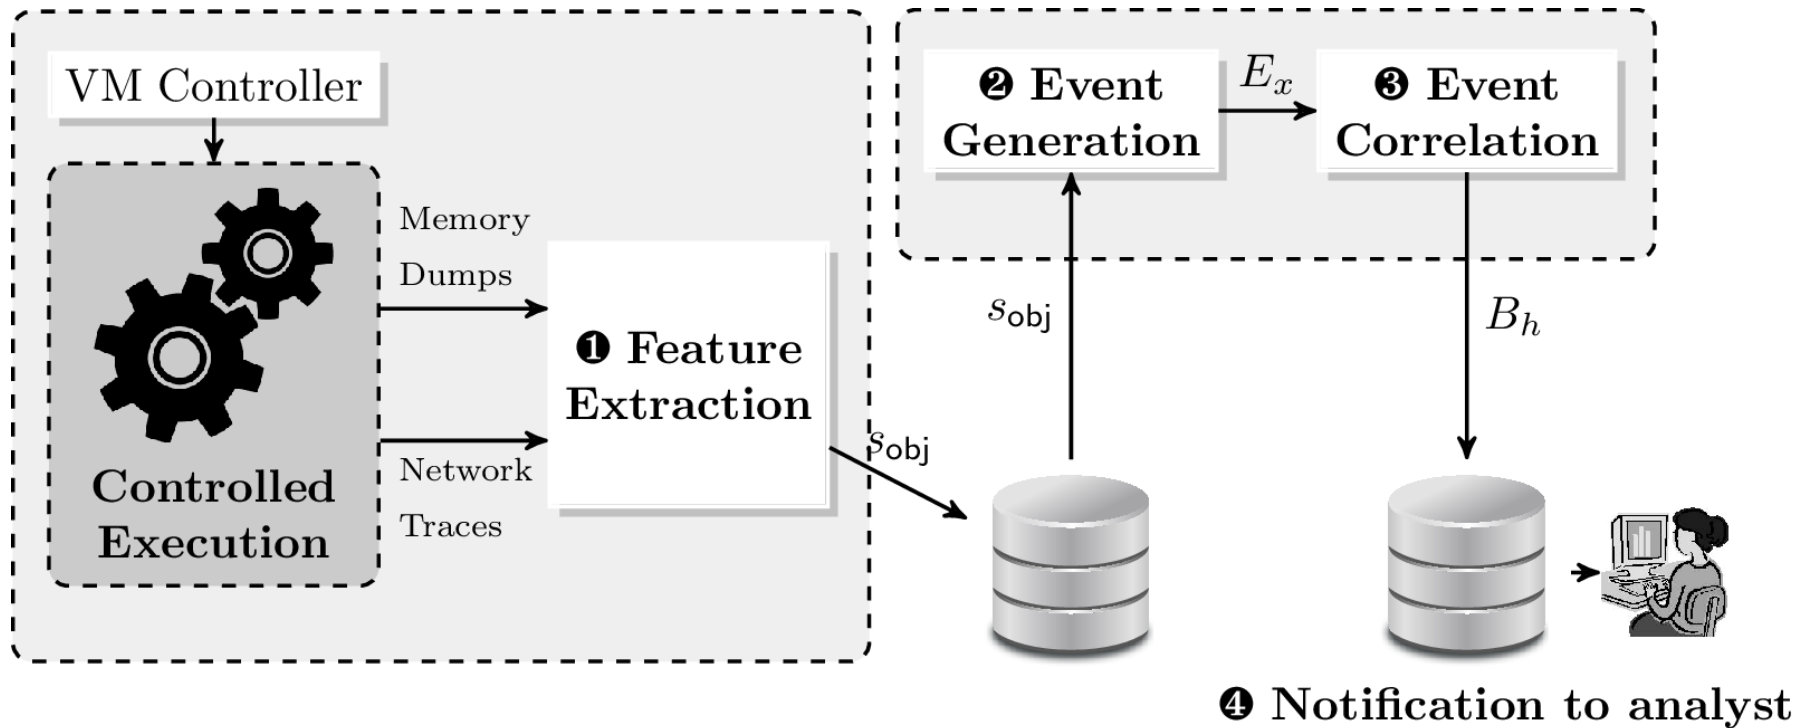 VM Controller
Controlled
Execution
Memory
Dumps
Network
Traces
❶ Feature
Extraction
s_obj
s_obj
❷ Event
Generation
E_x
❸ Event
Correlation
B_h
❹ Notification to analyst